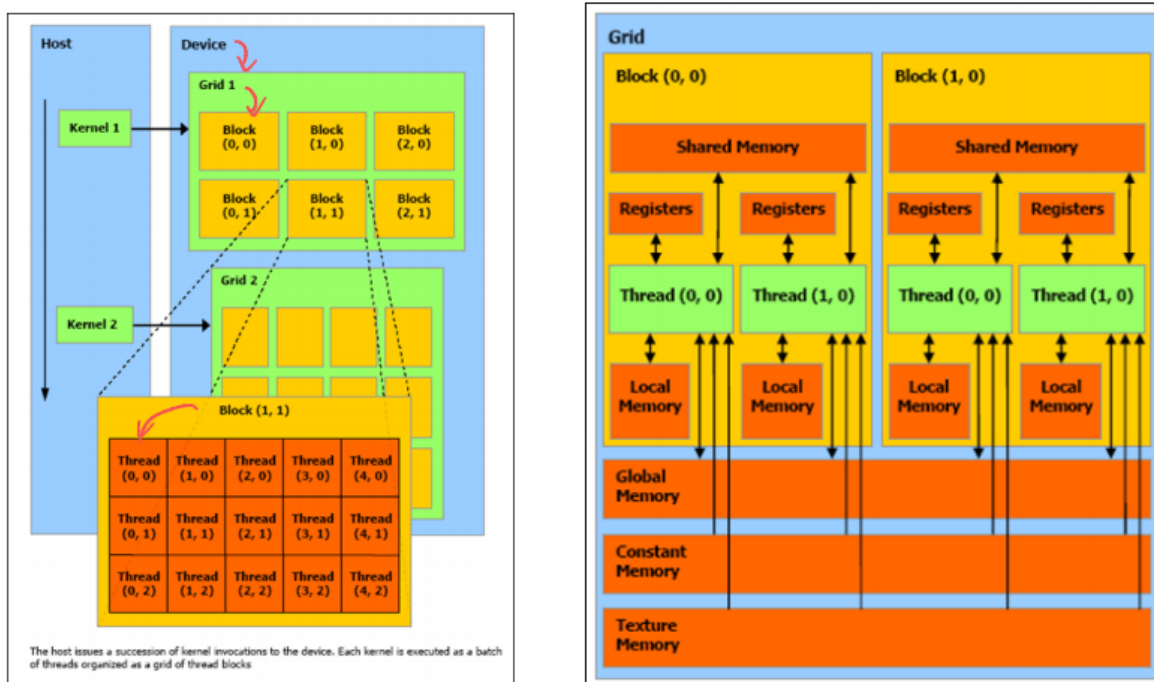 Host
Device
Grid 1
Kernel 1
Block
(0, 0)
Block
(1, 0)
Block
(2, 0)
Block
(0, 1)
Block
(1, 1)
Block
(2, 1)
Grid 2
Kernel 2
Block (1, 1)
Thread
(0, 0)
Thread
(1, 0)
Thread
(2, 0)
Thread
(3, 0)
Thread
(4, 0)
Thread
(0, 1)
Thread
(1, 1)
Thread
(2, 1)
Thread
(3, 1)
Thread
(4, 1)
Thread
(0, 2)
Thread
(1, 2)
Thread
(2, 2)
Thread
(3, 2)
Thread
(4, 2)
The host issues a succession of kernel invocations to the device. Each kernel is executed as a batch
of threads organized as a grid of thread blocks
Grid
Block (0, 0)
Block (1, 0)
Shared Memory
Shared Memory
Registers
Registers
Registers
Registers
Thread (0, 0)
Thread (1, 0)
Thread (0, 0)
Thread (1, 0)
Local
Memory
Local
Memory
Local
Memory
Local
Memory
Global
Memory
Constant
Memory
Texture
Memory